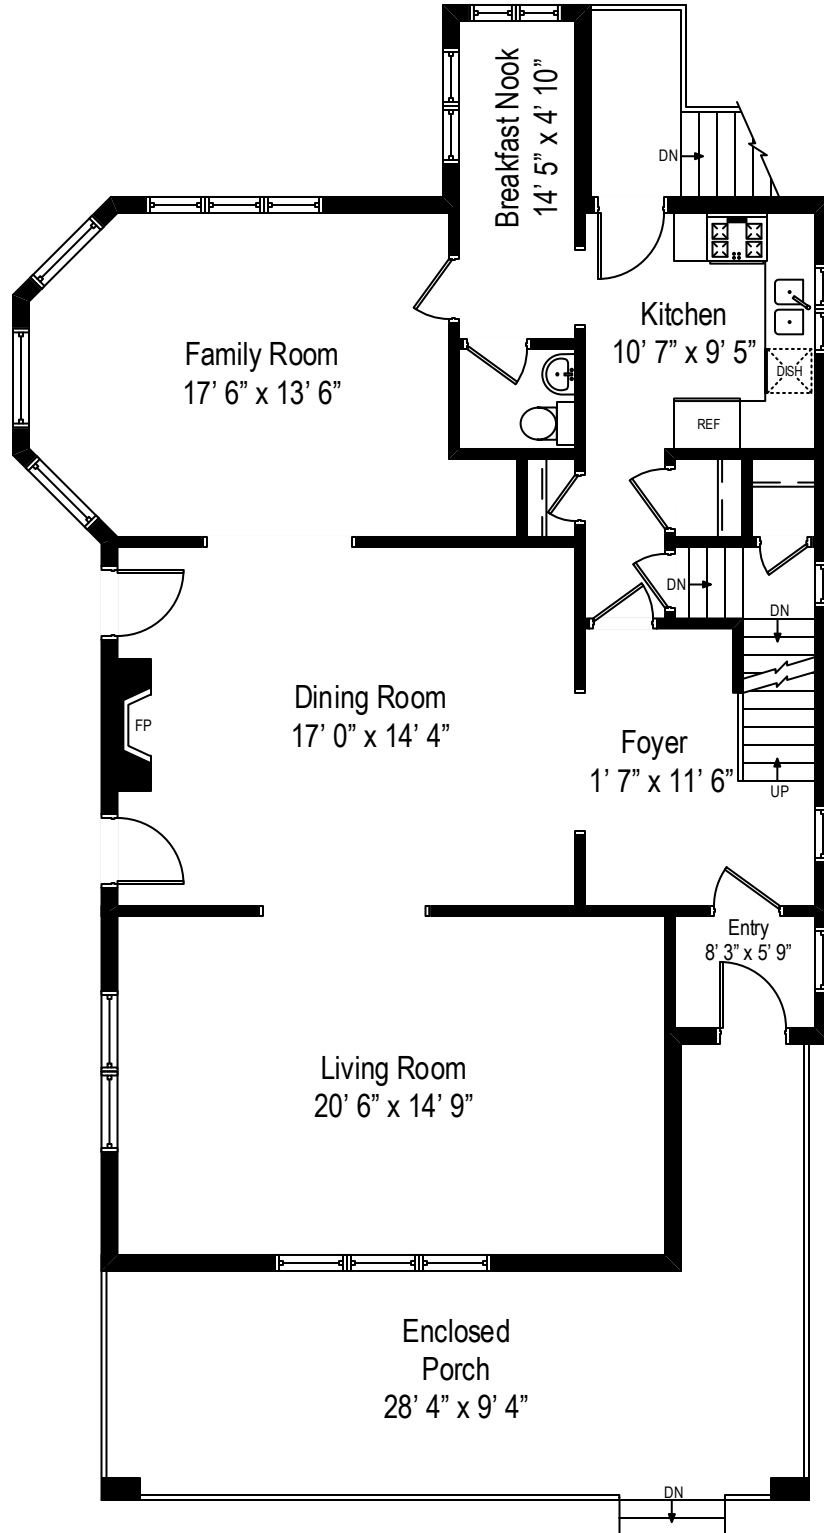 Breakfast Nook
14' 5” x 4' 10”
DN
Kitchen
10' 7” x 9' 5”
DISH
REF
Family Room
17' 6” x 13' 6”
DN
DN
Dining Room
17' 0” x 14' 4”
FP
Foyer
1' 7” x 11' 6”
UP
Entry
8' 3” x 5' 9”
Living Room
20' 6” x 14' 9”
Enclosed
Porch
28' 4” x 9' 4”
DN